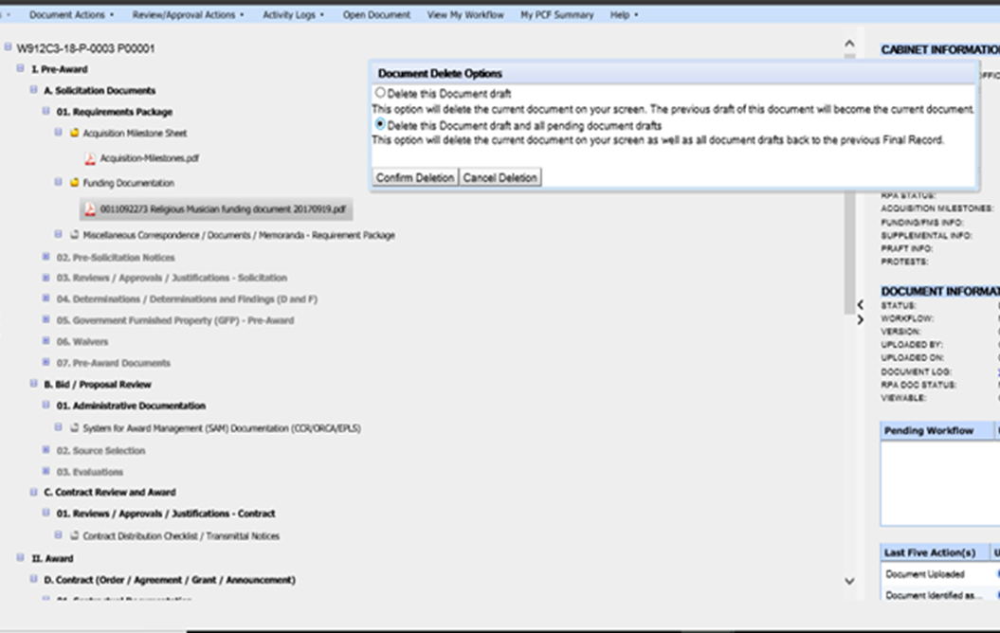 Document Actions Review/Approval Actions Activity Logs Open Document View My Workflow My PCF Summary Help
W912C3-18-P-0003 P00001
I. Pre-Award
A. Solicitation Documents
01. Requirements Package
Acquisition Milestone Sheet
Acquisition-Milestones.pdf
Funding Documentation
0011092273 Religious Musician funding document 20170919.pdf
Miscellaneous Correspondence / Documents / Memoranda - Requirement Package
02. Pre-Solicitation Notices
03. Reviews / Approvals / Justifications - Solicitation
04. Determinations / Determinations and Findings (D and F)
05. Government Furnished Property (GFP) - Pre-Award
06. Waivers
07. Pre-Award Documents
B. Bid / Proposal Review
01. Administrative Documentation
System for Award Management (SAM) Documentation (CCR/ORCA/EPLS)
02. Source Selection
03. Evaluations
C. Contract Review and Award
01. Reviews / Approvals / Justifications - Contract
Contract Distribution Checklist / Transmittal Notices
II. Award
D. Contract (Order / Agreement / Grant / Announcement)
Document Delete Options
Delete this Document draft
This option will delete the current document on your screen. The previous draft of this document will become the current document.
Delete this Document draft and all pending document drafts
This option will delete the current document on your screen as well as all document drafts back to the previous Final Record.
Confirm Deletion Cancel Deletion
CABINET INFORMATIO
RPA STATUS:
ACQUISITION MILESTONES:
FUNDING/FMS INFO:
SUPPLEMENTAL INFO:
PRAFT INFO:
PROTESTS:
DOCUMENT INFORMAT
STATUS:
WORKFLOW:
VERSION:
UPLOADED BY:
UPLOADED ON:
DOCUMENT LOG:
RPA DOC STATUS:
VIEWABLE:
Pending Workflow
Last Five Action(s)
Document Uploaded
Document Identified as...